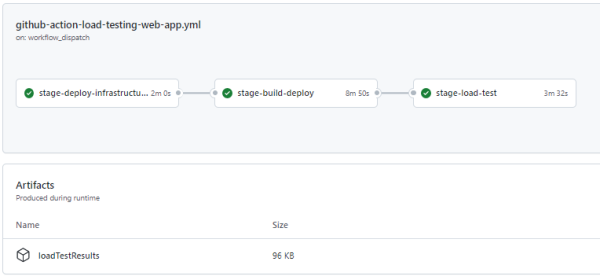 github-action-load-testing-web-app.yml
on: workflow_dispatch
stage-deploy-infrastructu... 2m 0s
stage-build-deploy 8m 50s
stage-load-test 3m 32s
Artifacts
Produced during runtime
Name Size
loadTestResults 96 KB